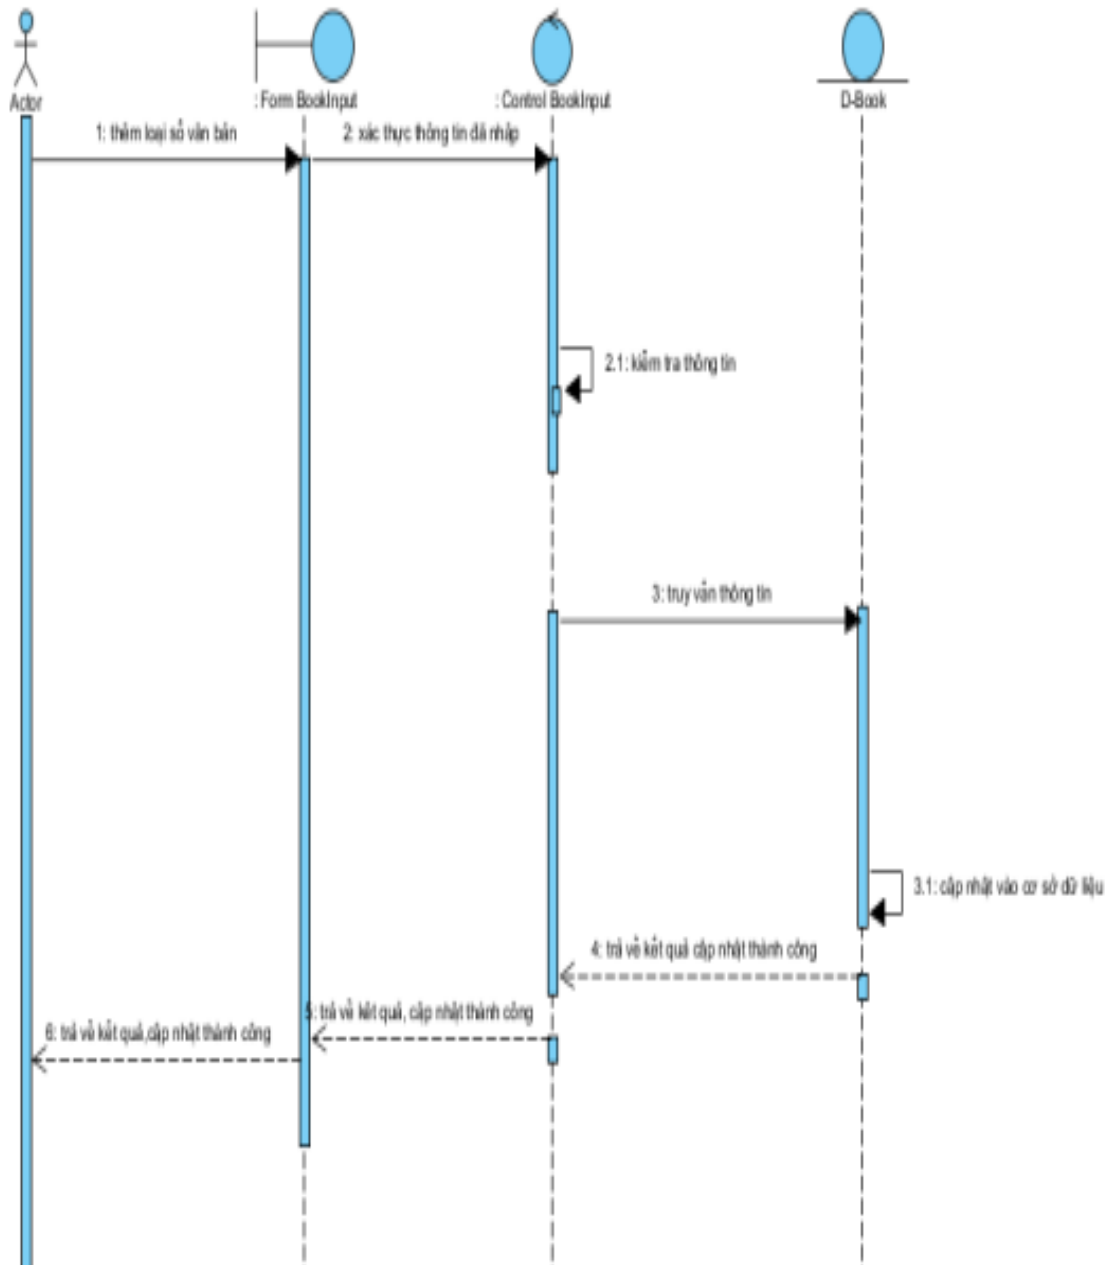 Actor
: Form BookInput
: Control BookInput
D-Book
1: thêm loại sổ văn bản
2: xác thực thông tin đã nhập
2.1: kiểm tra thông tin
3: truy vấn thông tin
3.1: cập nhật vào cơ sở dữ liệu
4: trả về kết quả cập nhật thành công
5: trả về kết quả, cập nhật thành công
6: trả về kết quả,cập nhật thành công